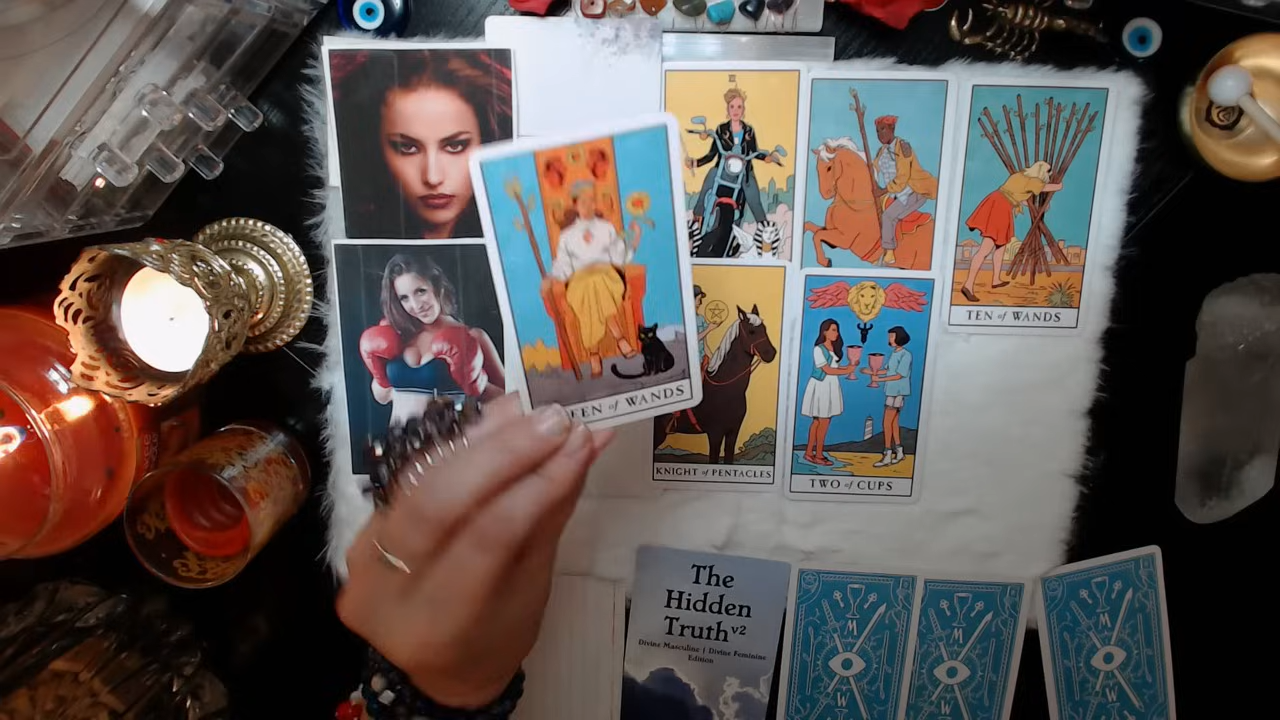 TEN of WANDS
of WANDS
KNIGHT of PENTACLES
TWO of CUPS
The
Hidden
Truth v2
Divine Masculine | Divine Feminine
Edition
M
W
M
W
M
W